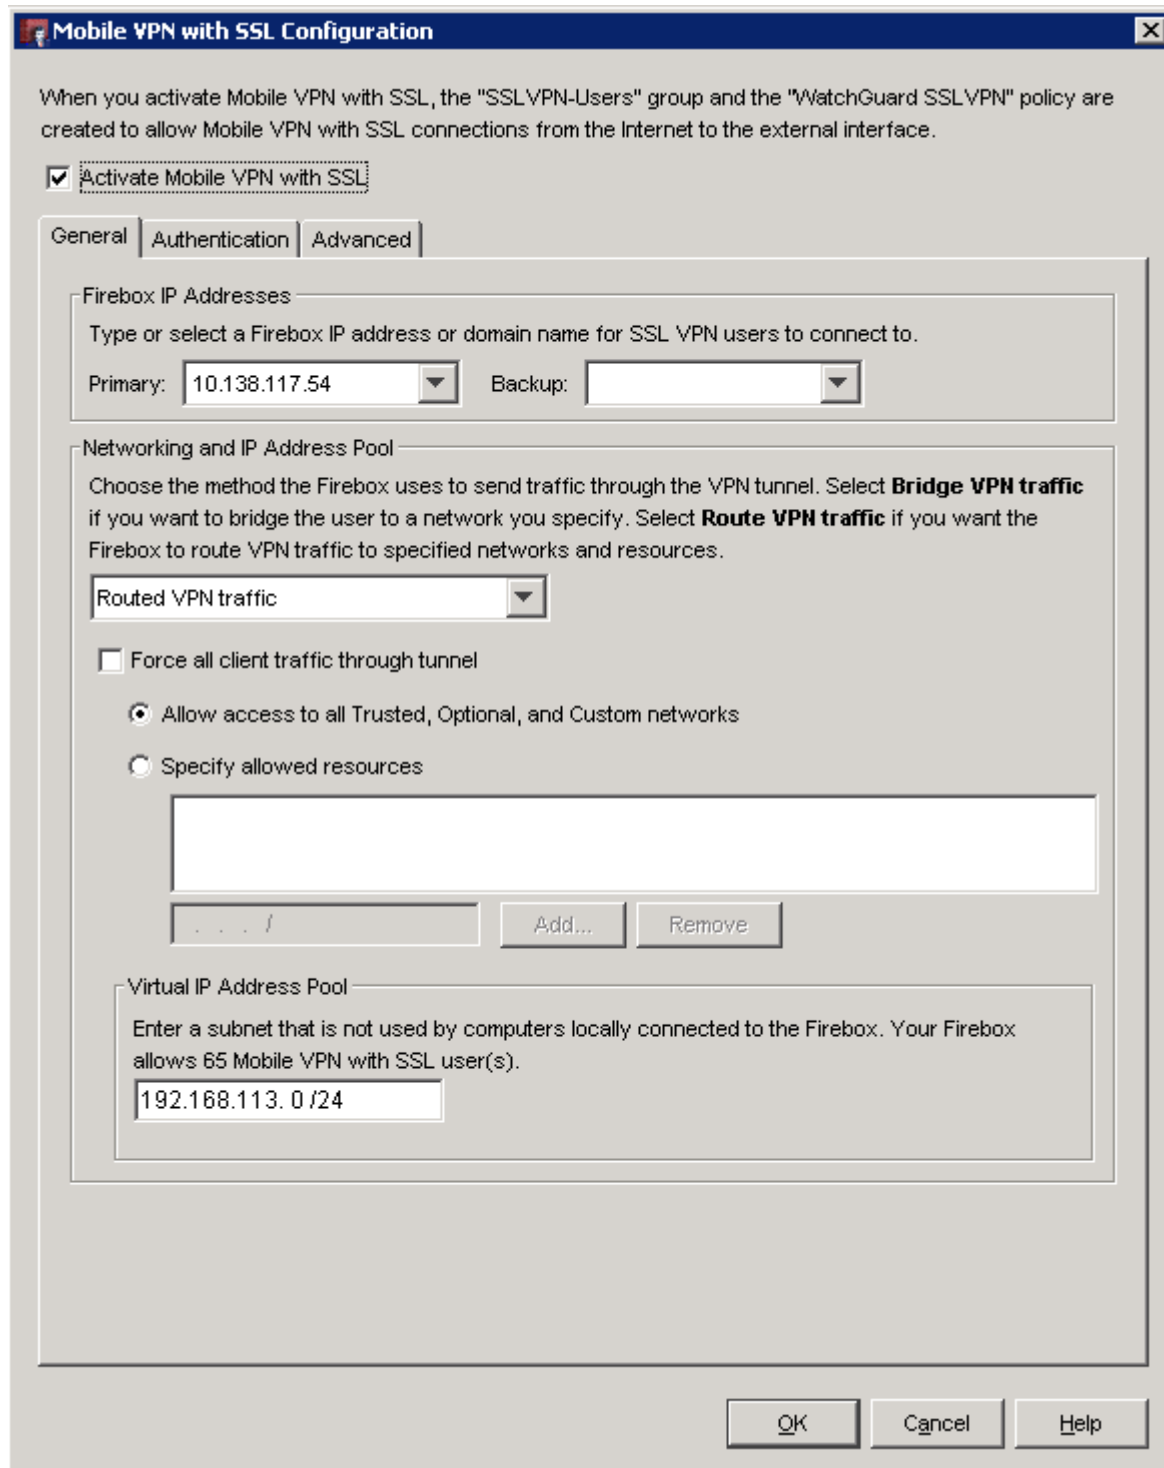 Mobile VPN with SSL Configuration
When you activate Mobile VPN with SSL, the "SSLVPN-Users" group and the "WatchGuard SSLVPN" policy are
created to allow Mobile VPN with SSL connections from the Internet to the external interface.
Activate Mobile VPN with SSL
General Authentication Advanced
Firebox IP Addresses
Type or select a Firebox IP address or domain name for SSL VPN users to connect to.
Primary: 10.138.117.54 Backup:
Networking and IP Address Pool
Choose the method the Firebox uses to send traffic through the VPN tunnel. Select Bridge VPN traffic
if you want to bridge the user to a network you specify. Select Route VPN traffic if you want the
Firebox to route VPN traffic to specified networks and resources.
Routed VPN traffic
Force all client traffic through tunnel
Allow access to all Trusted, Optional, and Custom networks
Specify allowed resources
. . . / Add... Remove
Virtual IP Address Pool
Enter a subnet that is not used by computers locally connected to the Firebox. Your Firebox
allows 65 Mobile VPN with SSL user(s).
192.168.113. 0 /24
OK Cancel Help